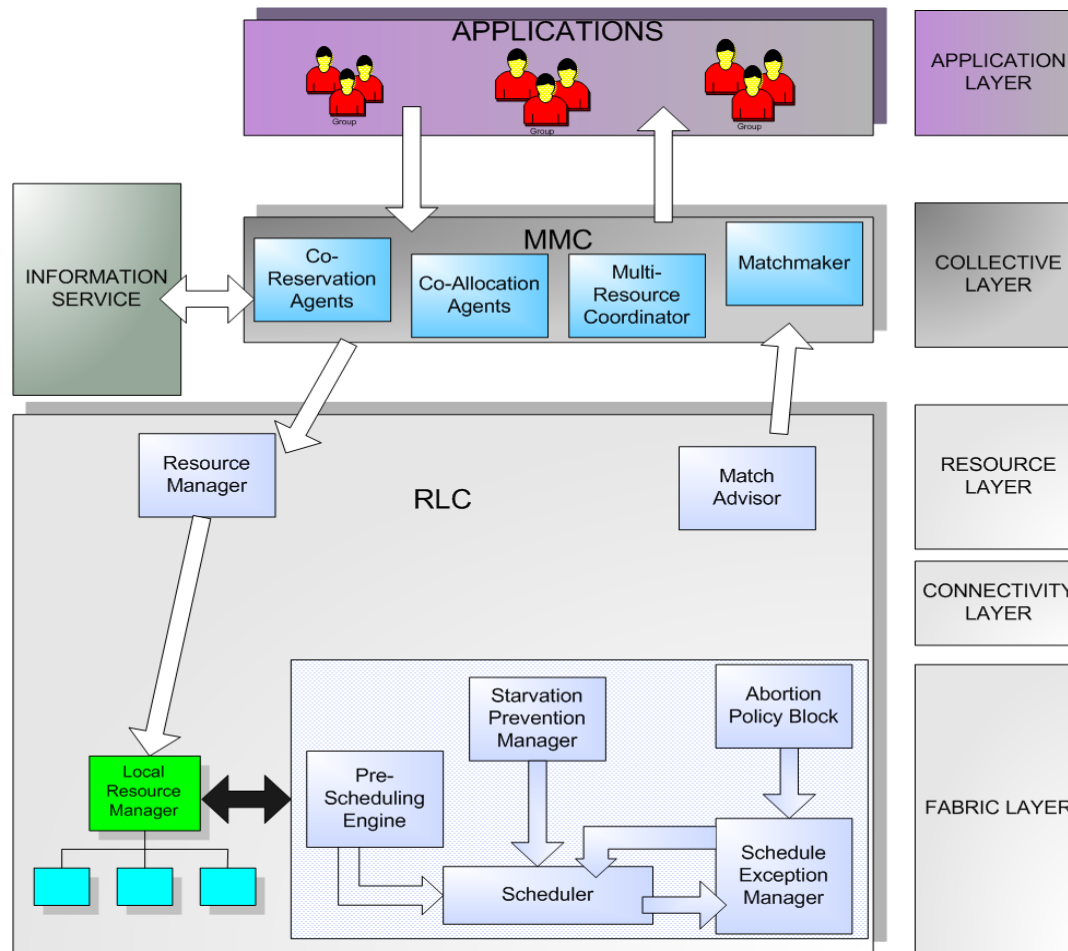 APPLICATIONS
Group
Group
Group
APPLICATION
LAYER
INFORMATION
SERVICE
MMC
Co-
Reservation
Agents
Co-Allocation
Agents
Multi-
Resource
Coordinator
Matchmaker
COLLECTIVE
LAYER
Resource
Manager
RLC
Match
Advisor
RESOURCE
LAYER
CONNECTIVITY
LAYER
Starvation
Prevention
Manager
Abortion
Policy Block
Local
Resource
Manager
Pre-
Scheduling
Engine
Scheduler
Schedule
Exception
Manager
FABRIC LAYER